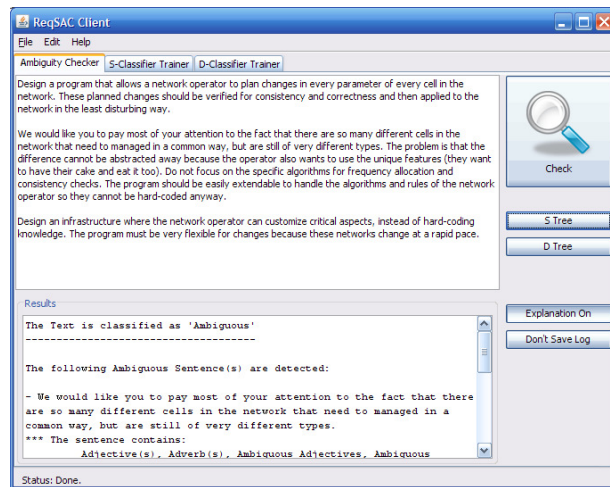 ReqSAC Client
File Edit Help
Ambiguity Checker S-Classifier Trainer D-Classifier Trainer
Design a program that allows a network operator to plan changes in every parameter of every cell in the
network. These planned changes should be verified for consistency and correctness and then applied to the
network in the least disturbing way.
We would like you to pay most of your attention to the fact that there are so many different cells in the
network that need to managed in a common way, but are still of very different types. The problem is that the
difference cannot be abstracted away because the operator also wants to use the unique features (they want
to have their cake and eat it too). Do not focus on the specific algorithms for frequency allocation and
consistency checks. The program should be easily extendable to handle the algorithms and rules of the network
operator so they cannot be hard-coded anyway.
Design an infrastructure where the network operator can customize critical aspects, instead of hard-coding
knowledge. The program must be very flexible for changes because these networks change at a rapid pace.
Check
S Tree
D Tree
Results
The Text is classified as 'Ambiguous'
-------------------------------------
The following Ambiguous Sentence(s) are detected:
- We would like you to pay most of your attention to the fact that there
are so many different cells in the network that need to managed in a
common way, but are still of very different types.
*** The sentence contains:
Adjective(s), Adverb(s), Ambiguous Adjectives, Ambiguous
Explanation On
Don't Save Log
Status: Done.